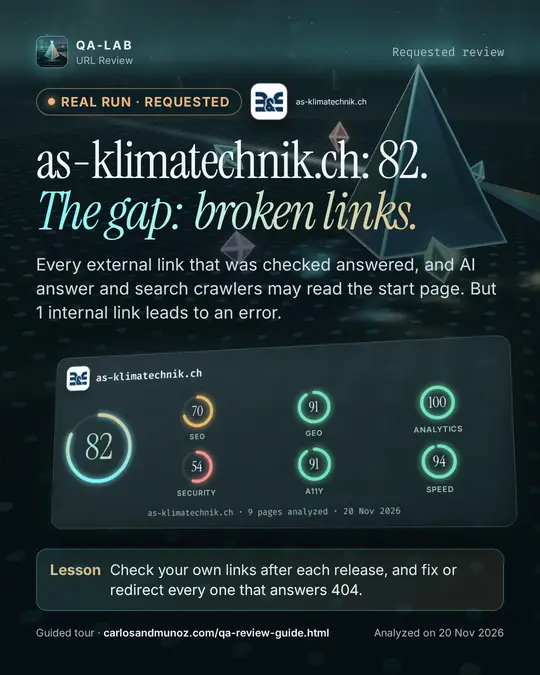 QA-LAB
URL Review
Requested review
REAL RUN · REQUESTED
as-klimatechnik.ch
as-klimatechnik.ch: 82.
The gap: broken links.
Every external link that was checked answered, and AI
answer and search crawlers may read the start page. But
1 internal link leads to an error.
as-klimatechnik.ch
82
70
SEO
91
GEO
100
ANALYTICS
54
SECURITY
91
A11Y
94
SPEED
as-klimatechnik.ch · 9 pages analyzed · 20 Nov 2026
Lesson
Check your own links after each release, and fix or
redirect every one that answers 404.
Guided tour · carlosandmunoz.com/qa-review-guide.html
Analyzed on 20 Nov 2026